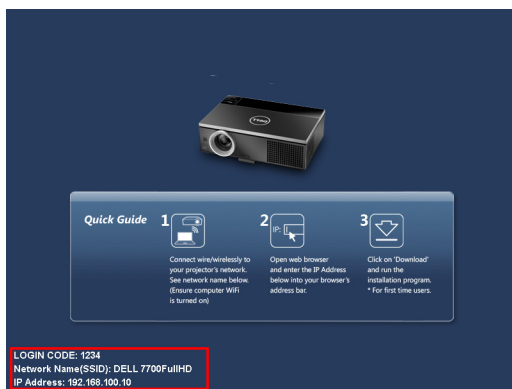 DELL
Quick Guide
1
Connect wire/wirelessly to
your projector's network.
See network name below.
(Ensure computer WiFi
is turned on)
2
IP:
Open web browser
and enter the IP Address
below into your browser's
address bar.
3
Click on 'Download'
and run the
installation program.
* For first time users.
LOGIN CODE: 1234
Network Name(SSID): DELL 7700FullHD
IP Address: 192.168.100.10